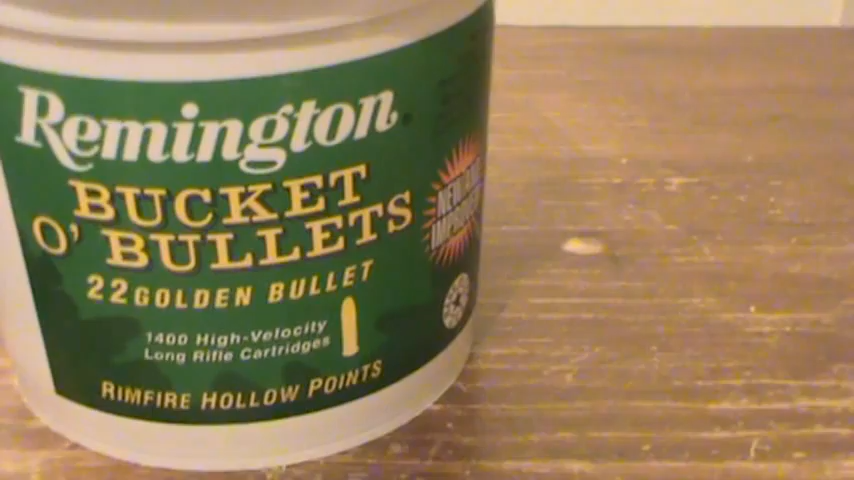 Remington
BUCKET
O' BULLETS
22 GOLDEN BULLET
1400 High-Velocity
Long Rifle Cartridges
RIMFIRE HOLLOW POINTS
NEW AND
IMPROVED